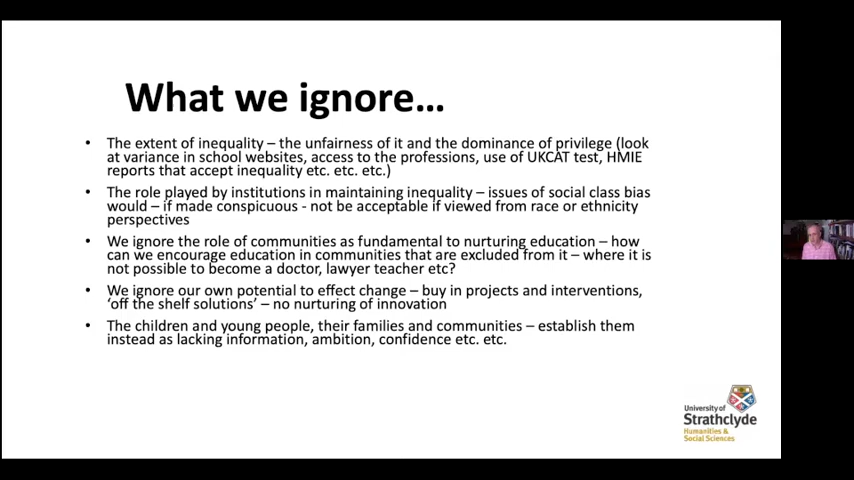 What we ignore...
• The extent of inequality – the unfairness of it and the dominance of privilege (look
at variance in school websites, access to the professions, use of UKCAT test, HMIE
reports that accept inequality etc. etc. etc.)
• The role played by institutions in maintaining inequality – issues of social class bias
would – if made conspicuous - not be acceptable if viewed from race or ethnicity
perspectives
• We ignore the role of communities as fundamental to nurturing education – how
can we encourage education in communities that are excluded from it – where it is
not possible to become a doctor, lawyer teacher etc?
• We ignore our own potential to effect change – buy in projects and interventions,
‘off the shelf solutions’ – no nurturing of innovation
• The children and young people, their families and communities – establish them
instead as lacking information, ambition, confidence etc. etc.
University of
Strathclyde
Humanities &
Social Sciences